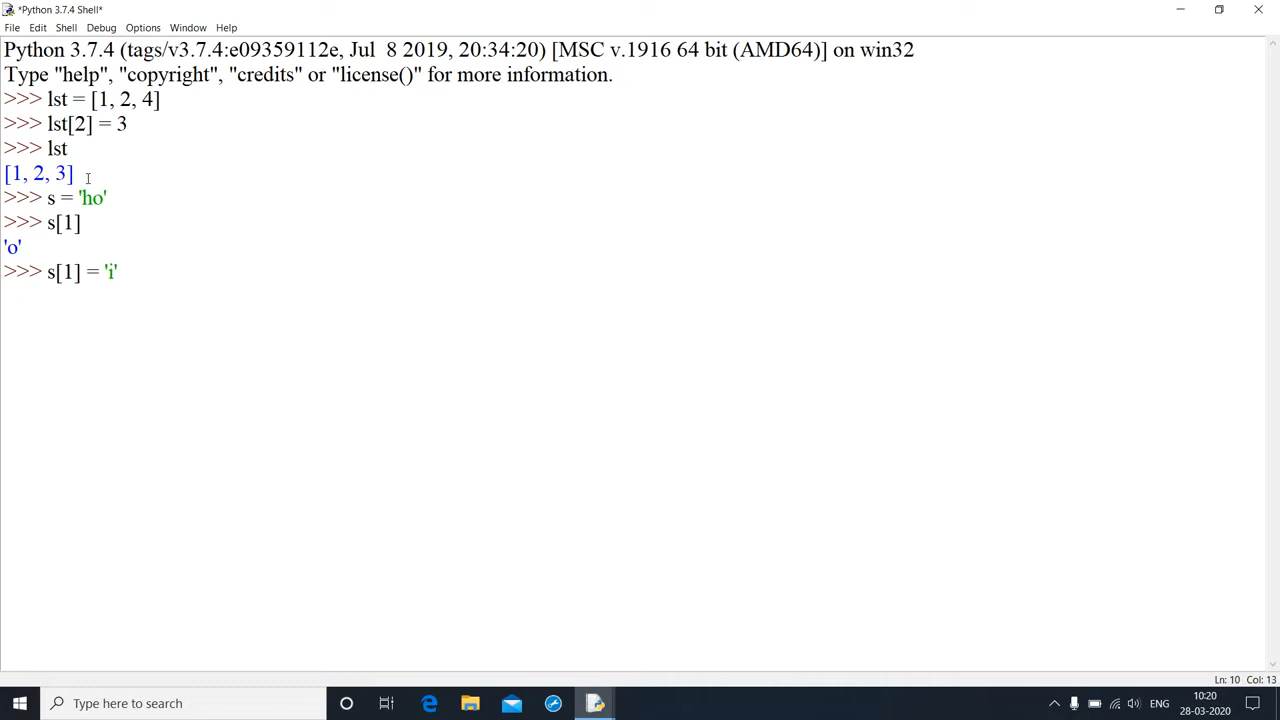 *Python 3.7.4 Shell*
File Edit Shell Debug Options Window Help
Python 3.7.4 (tags/v3.7.4:e09359112e, Jul  8 2019, 20:34:20) [MSC v.1916 64 bit (AMD64)] on win32
Type "help", "copyright", "credits" or "license()" for more information.
>>> lst = [1, 2, 4]
>>> lst[2] = 3
>>> lst
[1, 2, 3]
>>> s = 'ho'
>>> s[1]
'o'
>>> s[1] = 'i'
Ln: 10 Col: 13
Type here to search
ENG
10:20
28-03-2020